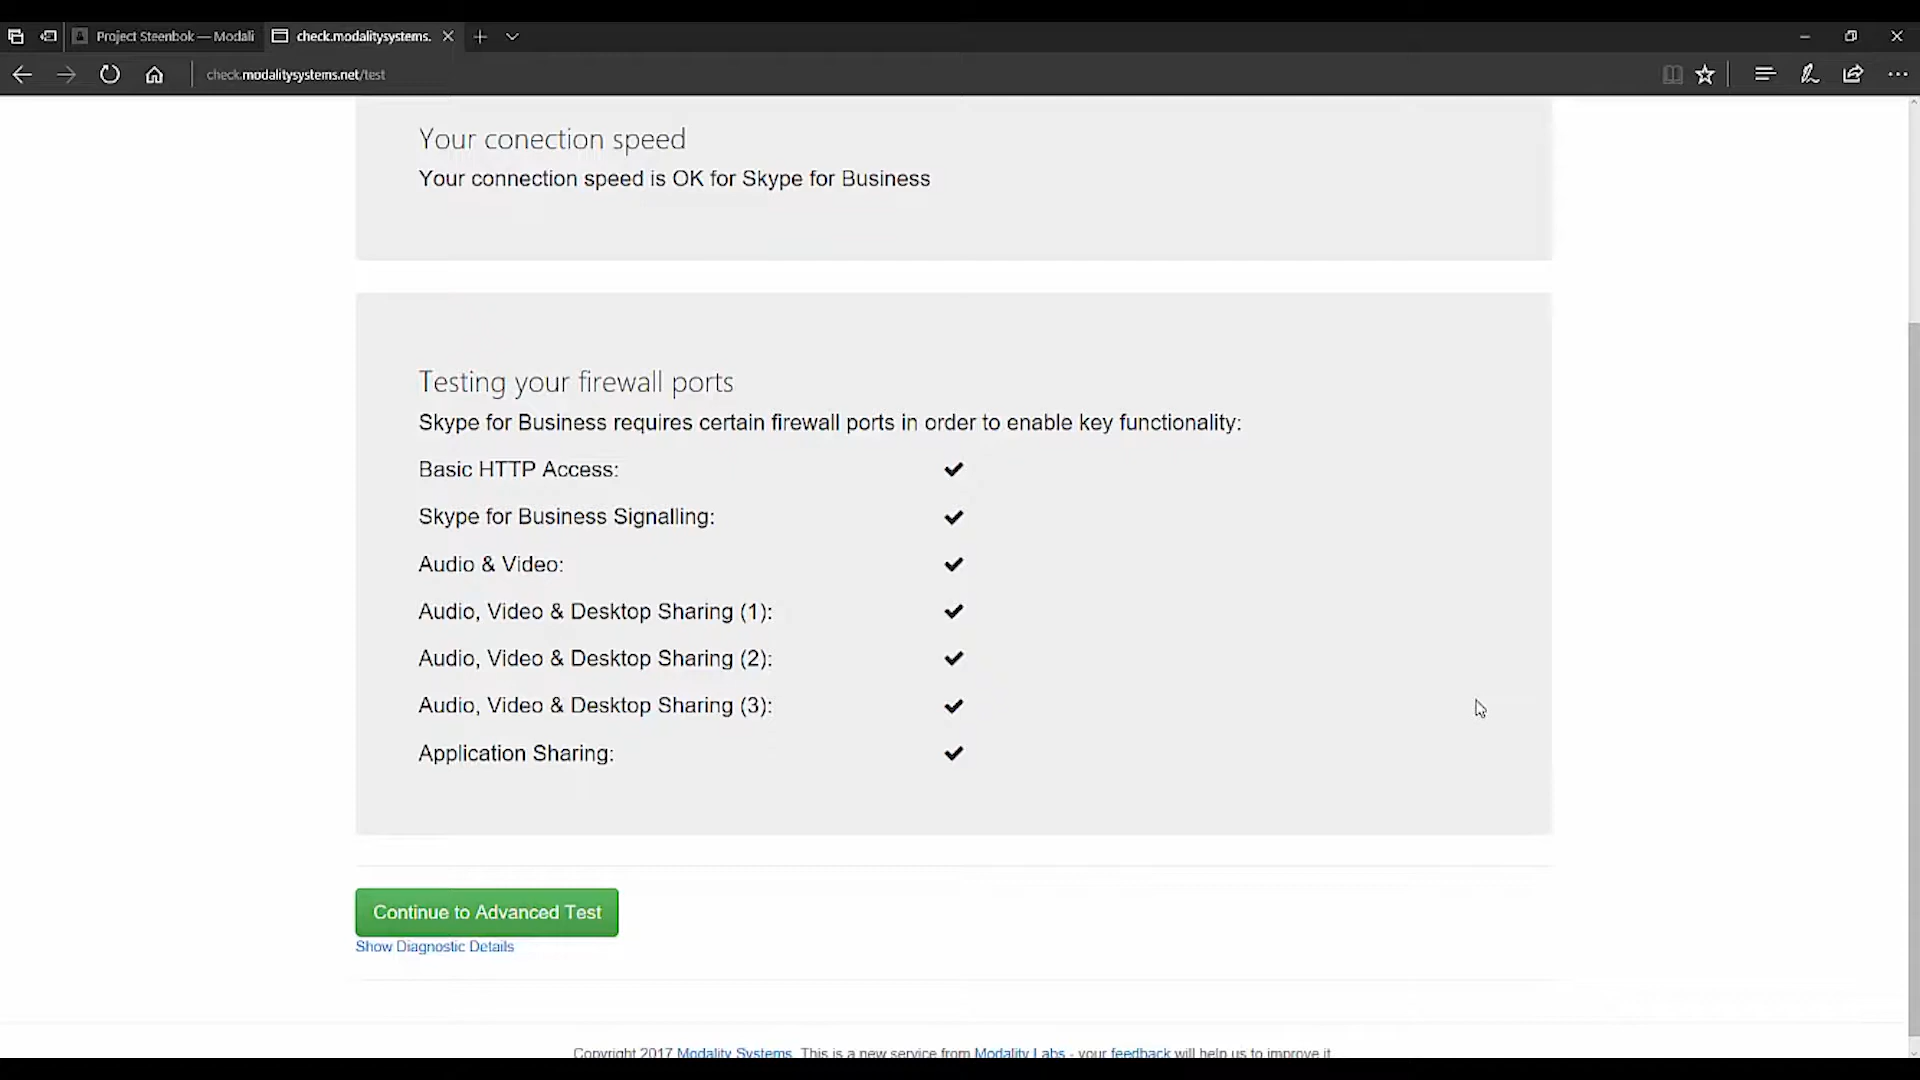 Project Steenbok — Modali
check.modalitysystems.
check.modalitysystems.net/test
Your conection speed
Your connection speed is OK for Skype for Business
Testing your firewall ports
Skype for Business requires certain firewall ports in order to enable key functionality:
Basic HTTP Access:
Skype for Business Signalling:
Audio & Video:
Audio, Video & Desktop Sharing (1):
Audio, Video & Desktop Sharing (2):
Audio, Video & Desktop Sharing (3):
Application Sharing:
Continue to Advanced Test
Show Diagnostic Details
Copyright 2017 Modality Systems. This is a new service from Modality Labs - your feedback will help us to improve it